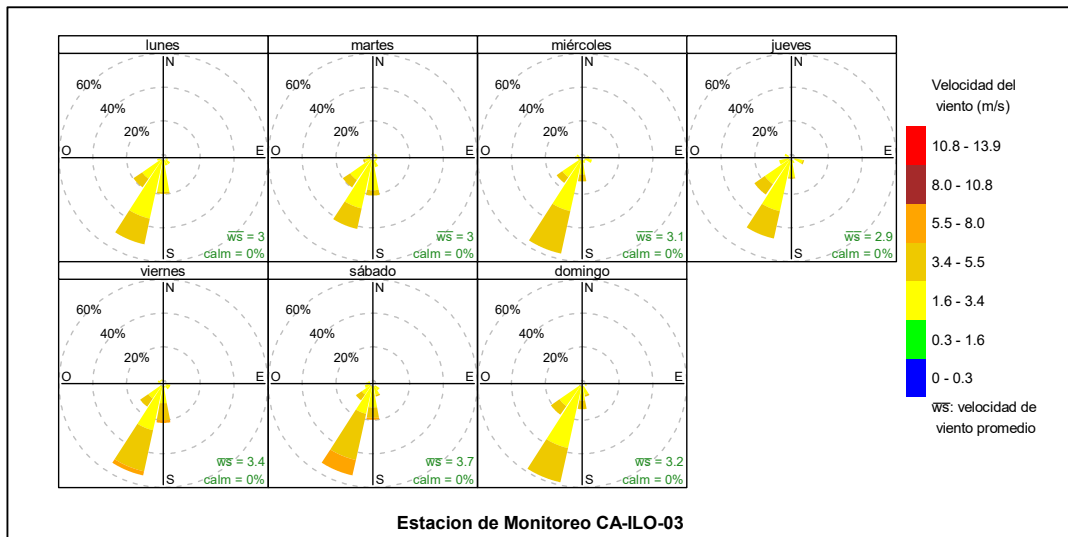 lunes
martes
miércoles
jueves
N
N
N
N
60%
40%
20%
60%
40%
20%
60%
40%
20%
60%
40%
20%
O
E
O
E
O
E
O
E
S
S
S
S
ws = 3
calm = 0%
ws = 3
calm = 0%
ws = 3.1
calm = 0%
ws = 2.9
calm = 0%
viernes
sábado
domingo
N
N
N
60%
40%
20%
60%
40%
20%
60%
40%
20%
O
E
O
E
O
E
S
S
S
ws = 3.4
calm = 0%
ws = 3.7
calm = 0%
ws = 3.2
calm = 0%
Velocidad del
viento (m/s)
10.8 - 13.9
8.0 - 10.8
5.5 - 8.0
3.4 - 5.5
1.6 - 3.4
0.3 - 1.6
0 - 0.3
ws: velocidad de
viento promedio
Estacion de Monitoreo CA-ILO-03